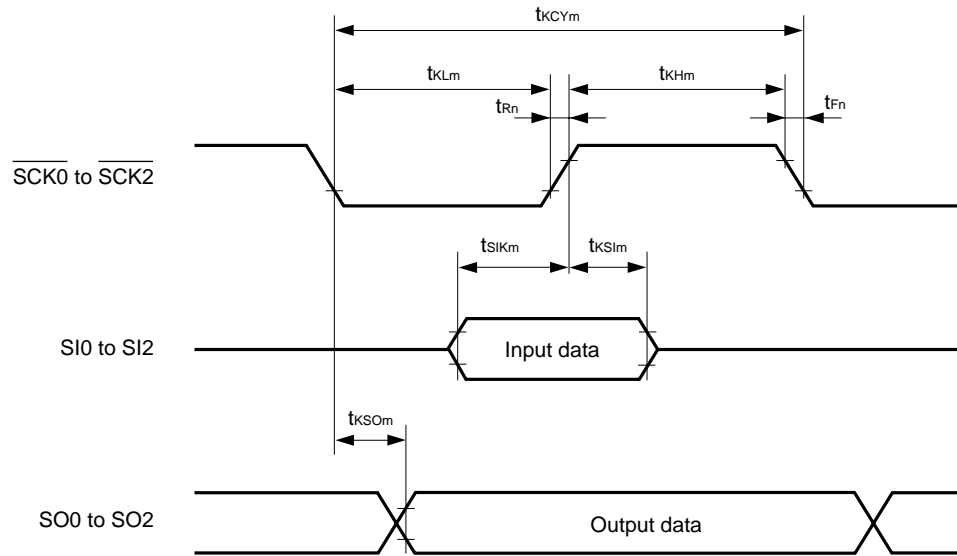 tKCYm
tKLm
tKHm
tRn
tFn
SCK0 to SCK2
tSIKm
tKSIm
SI0 to SI2
Input data
tKSOm
SO0 to SO2
Output data